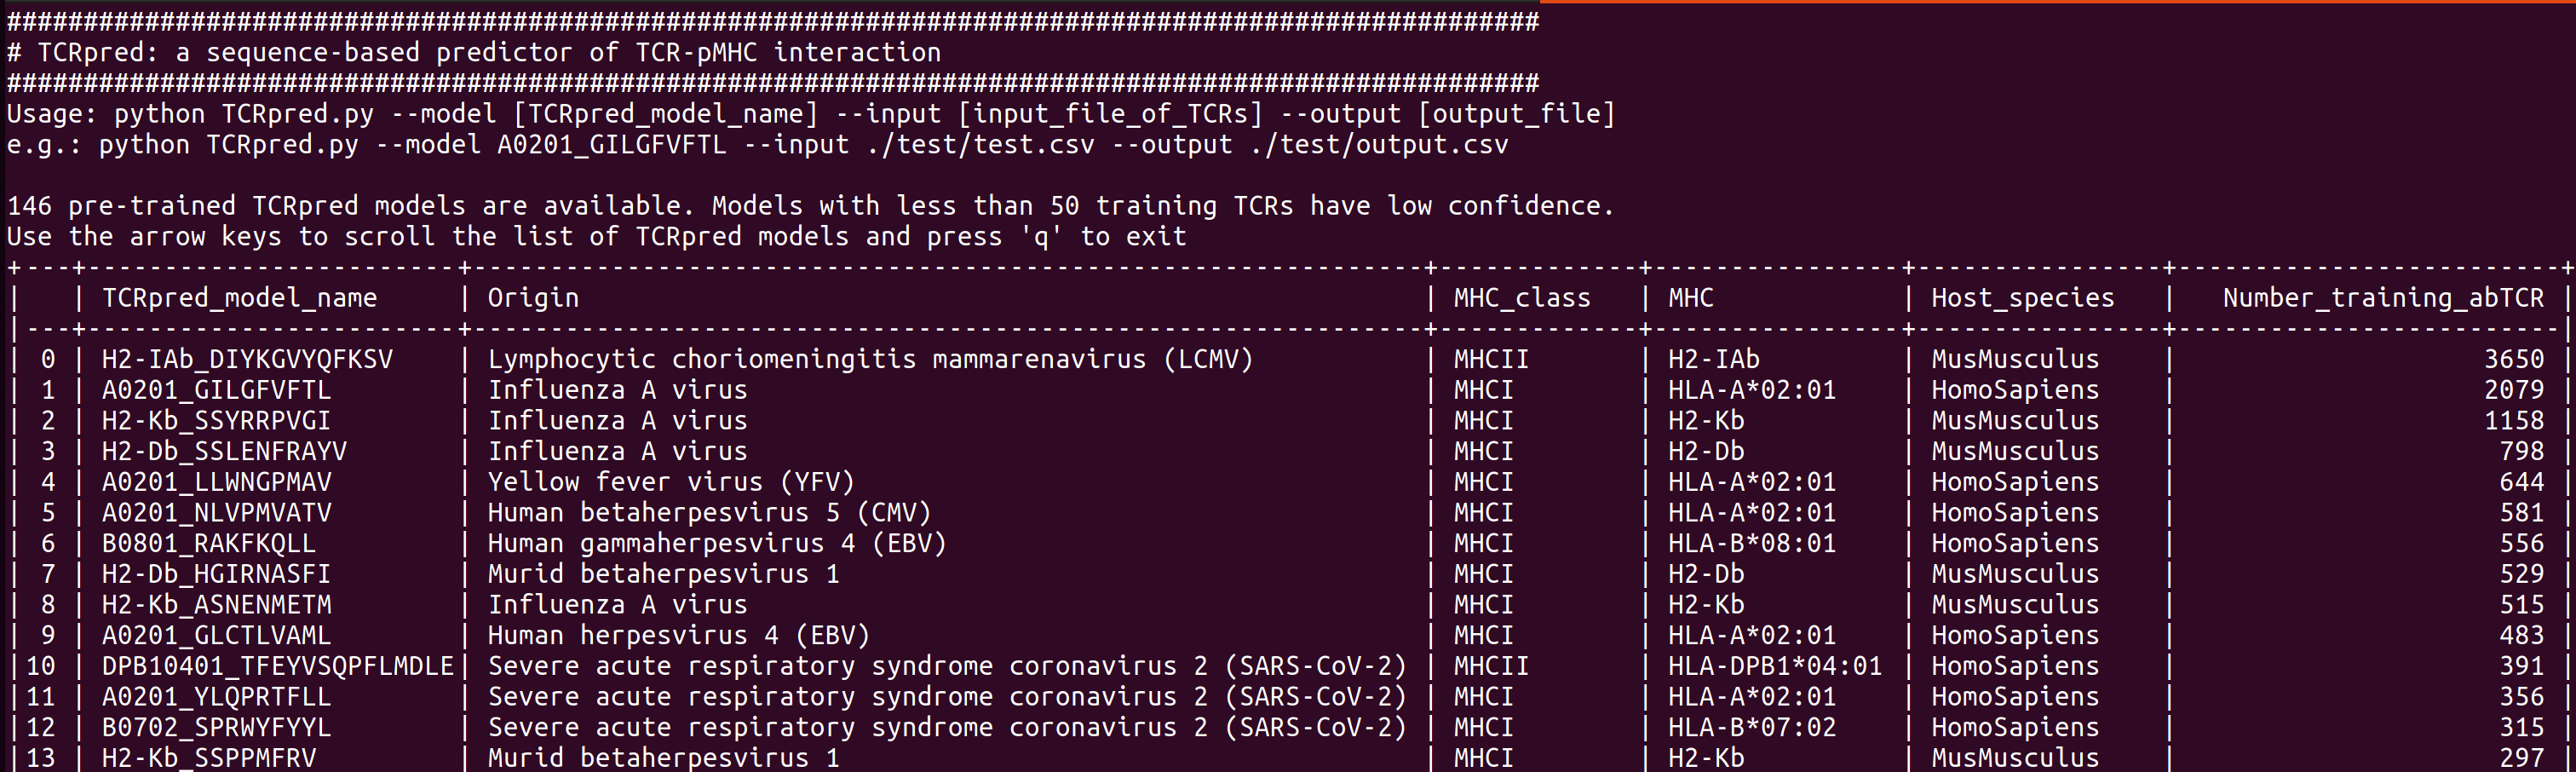 ####################################################################################################
# TCRpred: a sequence-based predictor of TCR-pMHC interaction
####################################################################################################
Usage: python TCRpred.py --model [TCRpred_model_name] --input [input_file_of_TCRs] --output [output_file]
e.g.: python TCRpred.py --model A0201_GILGFVFTL --input ./test/test.csv --output ./test/output.csv
146 pre-trained TCRpred models are available. Models with less than 50 training TCRs have low confidence.
Use the arrow keys to scroll the list of TCRpred models and press 'q' to exit
+---+------------------------+--------------------------------------------------------------+-------------+----------------+----------------+-------------------------+
|   | TCRpred_model_name     | Origin                                                       | MHC_class   | MHC            | Host_species   |   Number_training_abTCR |
|---+------------------------+--------------------------------------------------------------+-------------+----------------+----------------+-------------------------|
| 0 | H2-IAb_DIYKGVYQFKSV    | Lymphocytic choriomeningitis mammarenavirus (LCMV)           | MHCII       | H2-IAb         | MusMusculus    |                    3650 |
| 1 | A0201_GILGFVFTL        | Influenza A virus                                            | MHCI        | HLA-A*02:01    | HomoSapiens    |                    2079 |
| 2 | H2-Kb_SSYRRPVGI        | Influenza A virus                                            | MHCI        | H2-Kb          | MusMusculus    |                    1158 |
| 3 | H2-Db_SSLENFRAYV       | Influenza A virus                                            | MHCI        | H2-Db          | MusMusculus    |                     798 |
| 4 | A0201_LLWNGPMAV        | Yellow fever virus (YFV)                                     | MHCI        | HLA-A*02:01    | HomoSapiens    |                     644 |
| 5 | A0201_NLVPMVATV        | Human betaherpesvirus 5 (CMV)                                | MHCI        | HLA-A*02:01    | HomoSapiens    |                     581 |
| 6 | B0801_RAKFKQLL         | Human gammaherpesvirus 4 (EBV)                               | MHCI        | HLA-B*08:01    | HomoSapiens    |                     556 |
| 7 | H2-Db_HGIRNASFI        | Murid betaherpesvirus 1                                      | MHCI        | H2-Db          | MusMusculus    |                     529 |
| 8 | H2-Kb_ASNENMETM        | Influenza A virus                                            | MHCI        | H2-Kb          | MusMusculus    |                     515 |
| 9 | A0201_GLCTLVAML        | Human herpesvirus 4 (EBV)                                    | MHCI        | HLA-A*02:01    | HomoSapiens    |                     483 |
|10 | DPB10401_TFEYVSQPFLMDLE| Severe acute respiratory syndrome coronavirus 2 (SARS-CoV-2) | MHCII       | HLA-DPB1*04:01 | HomoSapiens    |                     391 |
|11 | A0201_YLQPRTFLL        | Severe acute respiratory syndrome coronavirus 2 (SARS-CoV-2) | MHCI        | HLA-A*02:01    | HomoSapiens    |                     356 |
|12 | B0702_SPRWYFYYL        | Severe acute respiratory syndrome coronavirus 2 (SARS-CoV-2) | MHCI        | HLA-B*07:02    | HomoSapiens    |                     315 |
|13 | H2-Kb_SSPPMFRV         | Murid betaherpesvirus 1                                      | MHCI        | H2-Kb          | MusMusculus    |                     297 |